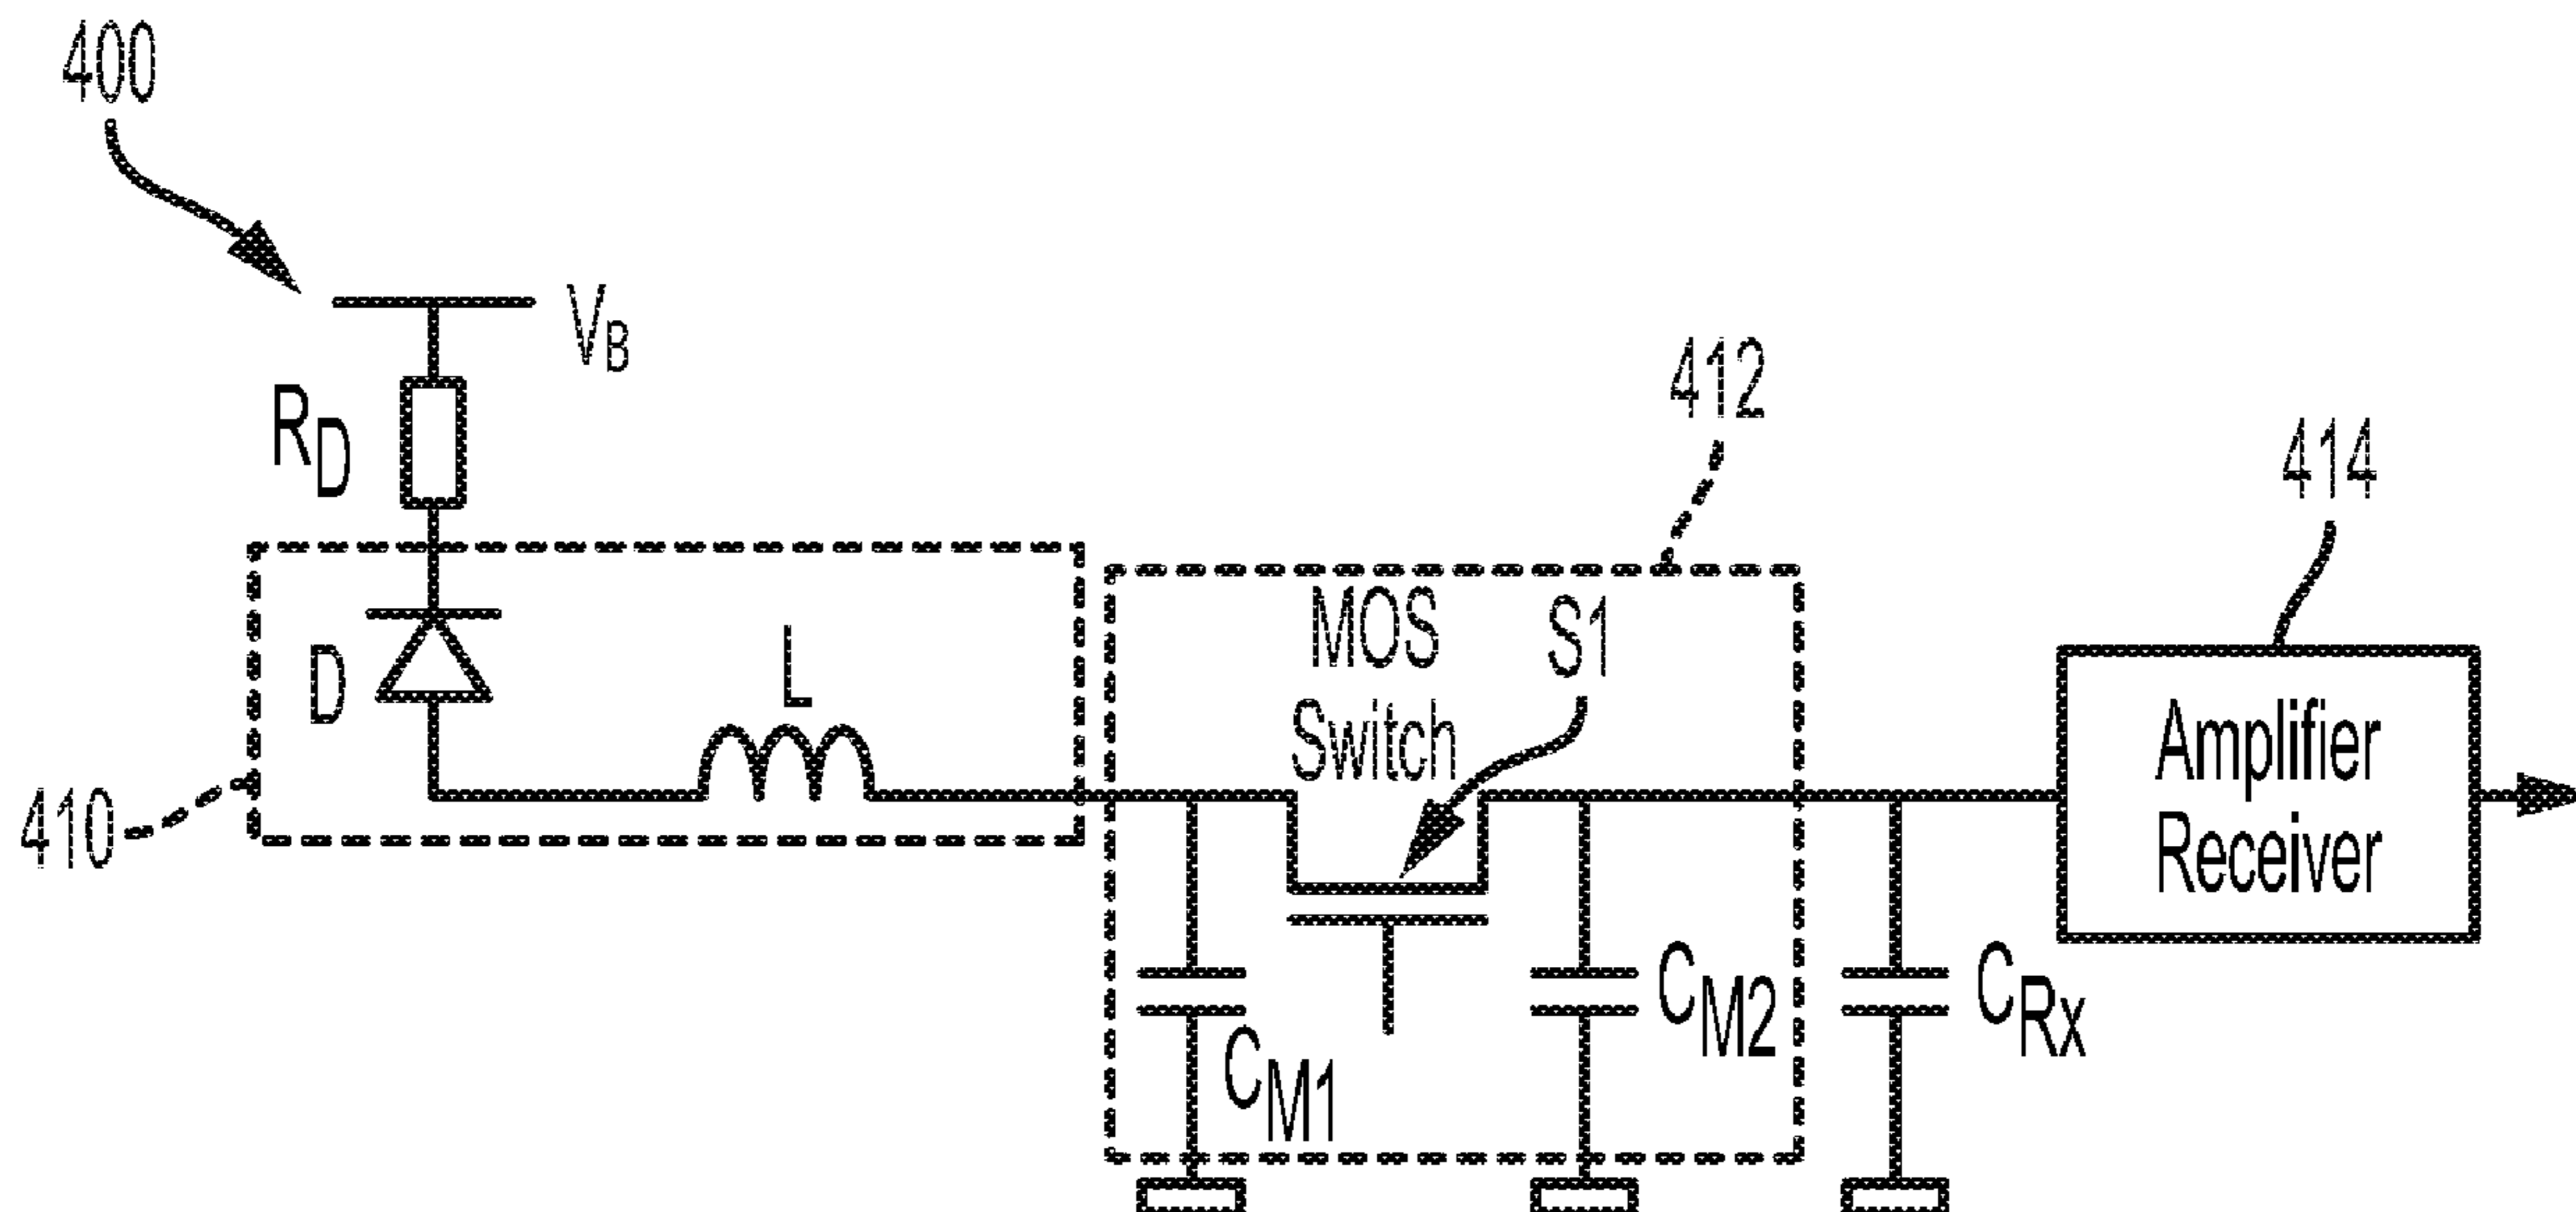 400
V_B
R_D
412
414
MOS
Switch
S1
D
L
Amplifier
Receiver
410
C_M1
C_M2
C_Rx